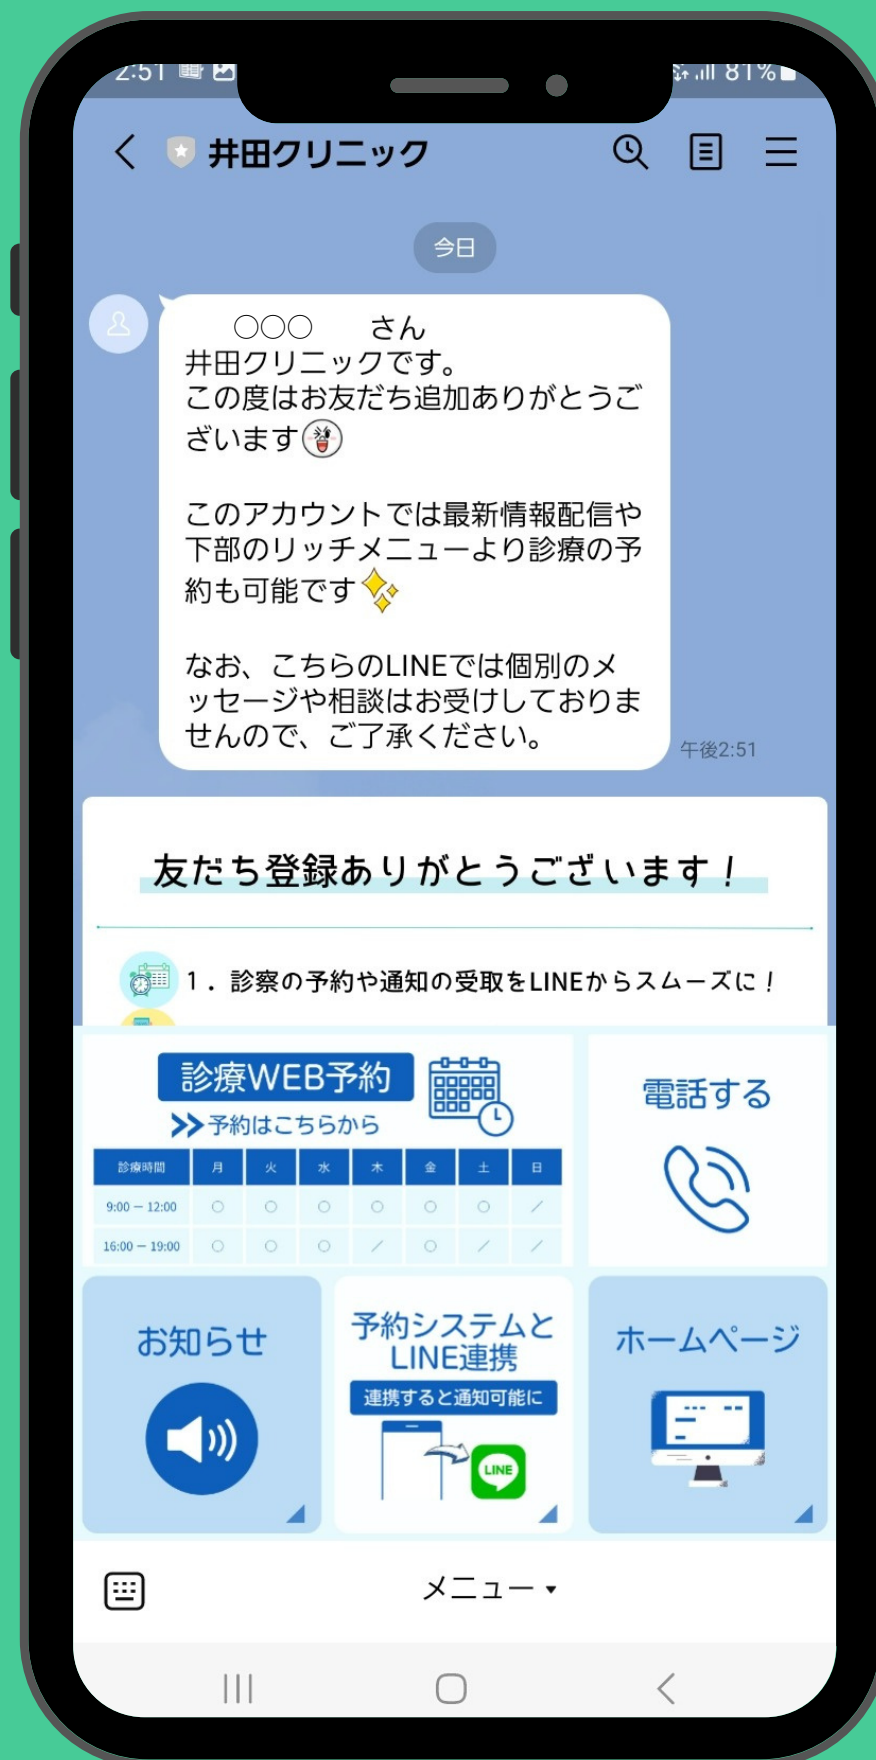 2:51 81%
井田クリニック
今日
○○○ さん
井田クリニックです。
この度はお友だち追加ありがとうご
ざいます
このアカウントでは最新情報配信や
下部のリッチメニューより診療の予
約も可能です
なお、こちらのLINEでは個別のメ
ッセージや相談はお受けしておりま
せんので、ご了承ください。
午後2:51
友だち登録ありがとうございます！
1．診察の予約や通知の受取をLINEからスムーズに！
診療WEB予約
予約はこちらから
診療時間 月 火 水 木 金 土 日
9:00 － 12:00 ○ ○ ○ ○ ○ ○ ／
16:00 － 19:00 ○ ○ ○ ／ ○ ／ ／
電話する
お知らせ
予約システムと
LINE連携
連携すると通知可能に
LINE
ホームページ
メニュー ▾